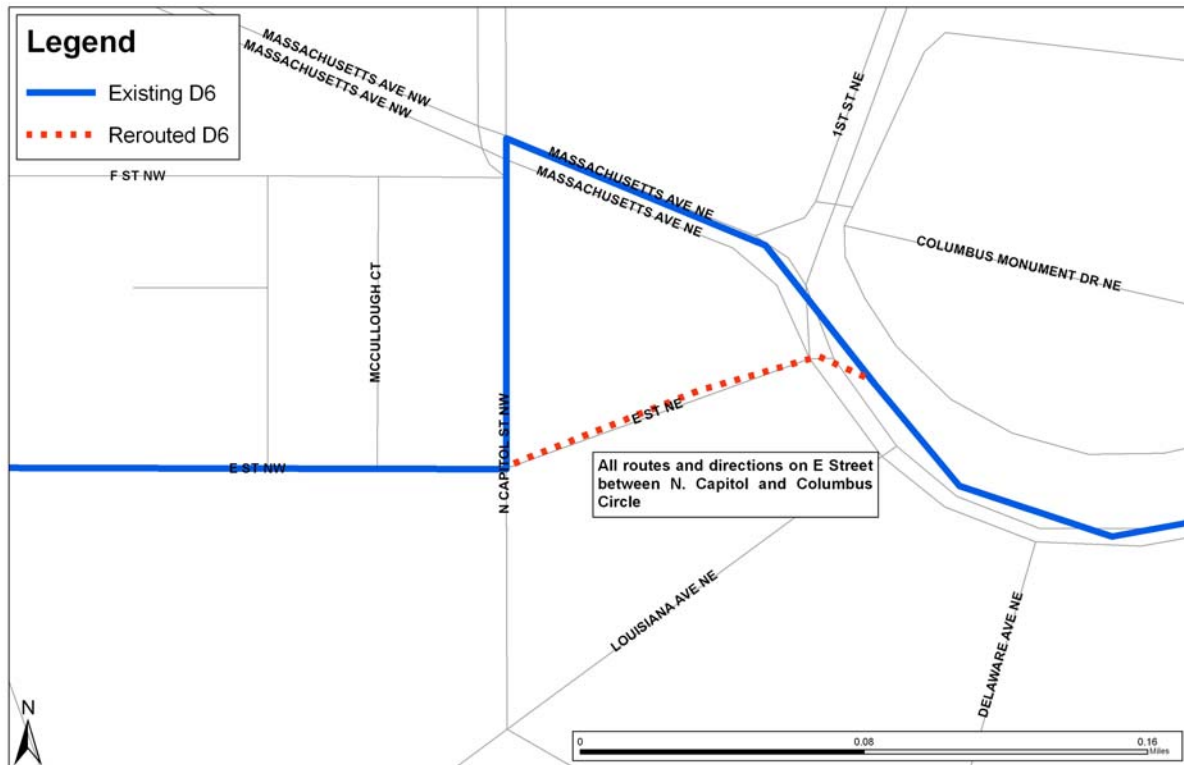 Legend
Existing D6
Rerouted D6
MASSACHUSETTS AVE NW
MASSACHUSETTS AVE NW
1ST ST NE
F ST NW
MASSACHUSETTS AVE NE
MASSACHUSETTS AVE NE
COLUMBUS MONUMENT DR NE
MCCULLOUGH CT
N CAPITOL ST NW
E ST NE
E ST NW
All routes and directions on E Street
between N. Capitol and Columbus
Circle
LOUISIANA AVE NE
DELAWARE AVE NE
N
0 0.08 0.16
Miles